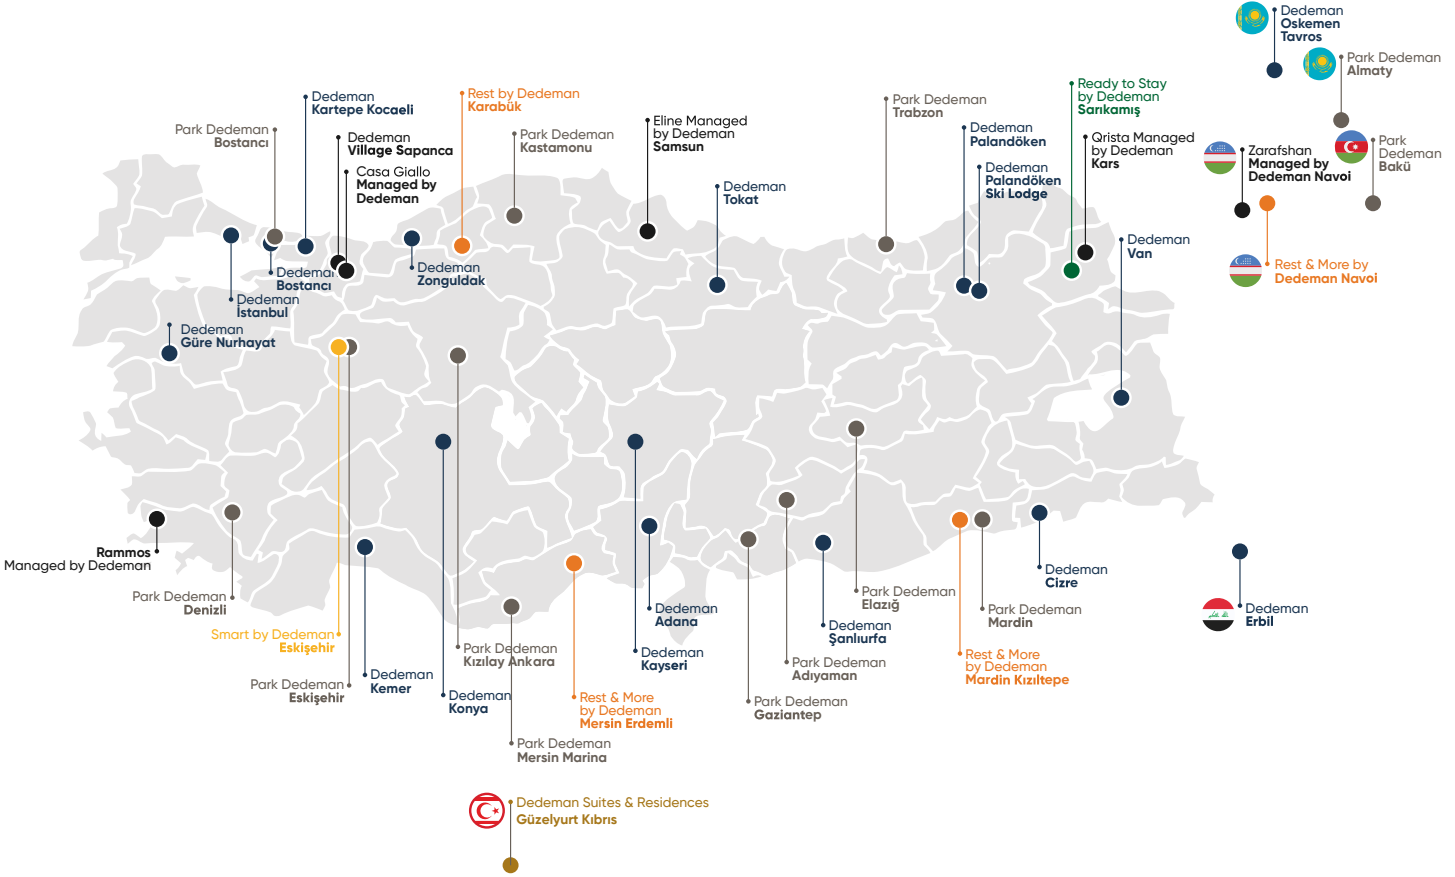 Dedeman
Oskemen
Tavros
Park Dedeman
Almaty
Dedeman
Kartepe Kocaeli
Rest by Dedeman
Karabük
Ready to Stay
by Dedeman
Sarıkamış
Park Dedeman
Trabzon
Park Dedeman
Bostancı
Dedeman
Village Sapanca
Park Dedeman
Kastamonu
Eline Managed
by Dedeman
Samsun
Dedeman
Palandöken
Qrista Managed
by Dedeman
Kars
Zarafshan
Managed by
Dedeman Navoi
Park
Dedeman
Bakü
Casa Giallo
Managed by
Dedeman
Dedeman
Palandöken
Ski Lodge
Dedeman
Tokat
Dedeman
Van
Dedeman
Bostancı
Dedeman
Zonguldak
Rest & More by
Dedeman Navoi
Dedeman
İstanbul
Dedeman
Güre Nurhayat
Rammos
Managed by Dedeman
Park Dedeman
Denizli
Smart by Dedeman
Eskişehir
Park Dedeman
Eskişehir
Dedeman
Kemer
Park Dedeman
Kızılay Ankara
Dedeman
Konya
Rest & More
by Dedeman
Mersin Erdemli
Park Dedeman
Mersin Marina
Dedeman
Adana
Dedeman
Kayseri
Park Dedeman
Gaziantep
Park Dedeman
Adıyaman
Dedeman
Şanlıurfa
Park Dedeman
Elazığ
Dedeman
Cizre
Park Dedeman
Mardin
Rest & More
by Dedeman
Mardin Kızıltepe
Dedeman
Erbil
Dedeman Suites & Residences
Güzelyurt Kıbrıs